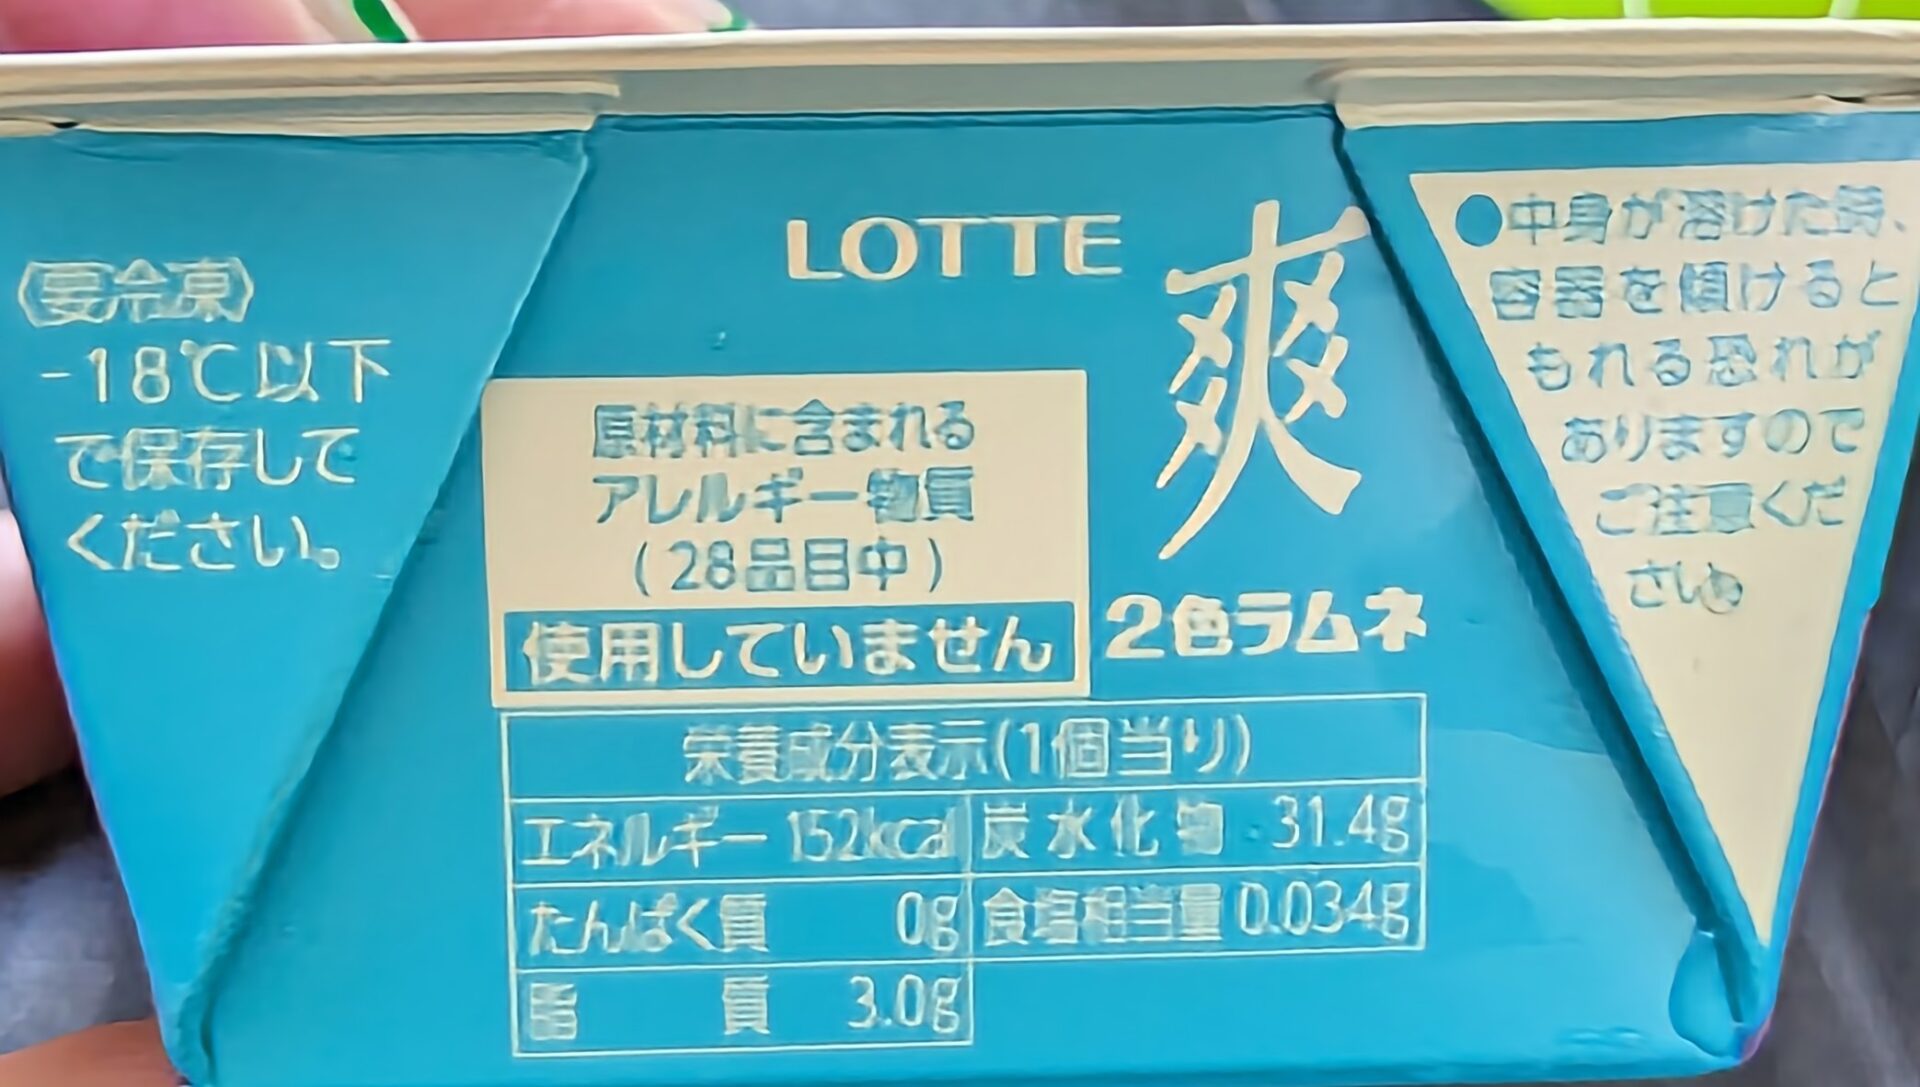 (要冷凍)
-18℃以下
で保存して
ください。
LOTTE
爽
2色ラムネ
原材料に含まれる
アレルギー物質
(28品目中)
使用していません
栄養成分表示(1個当り)
エネルギー 152kcal 炭水化物 31.4g
たんぱく質 0g 食塩相当量 0.034g
脂質 3.0g
●中身が溶けた時、
容器を傾けると
もれる恐れが
ありますので
ご注意くだ
さい。